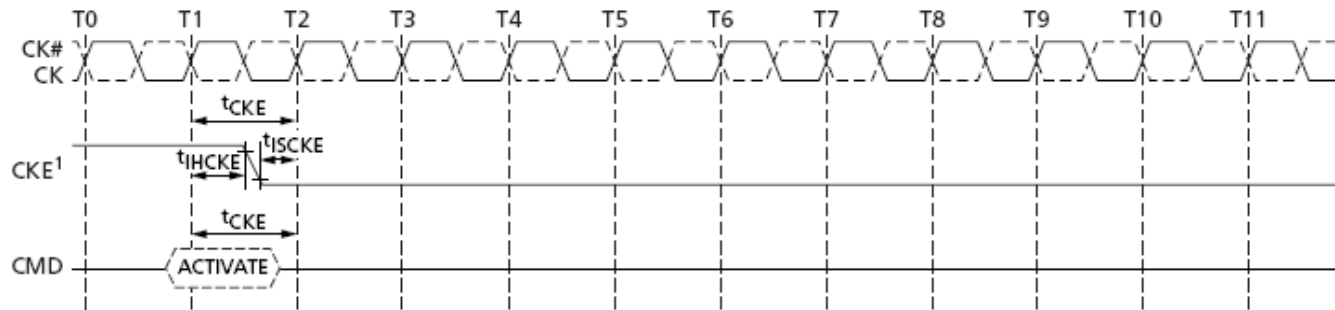 T0 T1 T2 T3 T4 T5 T6 T7 T8 T9 T10 T11
CK#
CK
tCKE
tISCKE
tIHCKE
CKE1
tCKE
CMD ACTIVATE